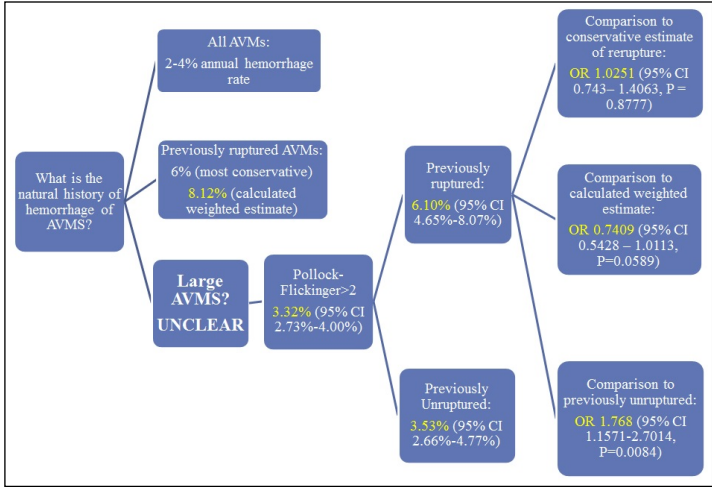 What is the
natural history of
hemorrhage of
AVMS?
All AVMs:
2-4% annual hemorrhage
rate
Previously ruptured AVMs:
6% (most conservative)
8.12% (calculated
weighted estimate)
Large
AVMS?
UNCLEAR
Pollock-
Flickinger>2
3.32% (95% CI
2.73%-4.00%)
Previously
ruptured:
6.10% (95% CI
4.65%-8.07%)
Previously
Unruptured:
3.53% (95% CI
2.66%-4.77%)
Comparison to
conservative estimate
of rerupture:
OR 1.0251 (95% CI
0.743– 1.4063, P =
0.8777)
Comparison to
calculated weighted
estimate:
OR 0.7409 (95% CI
0.5428 – 1.0113,
P=0.0589)
Comparison to
previously unruptured:
OR 1.768 (95% CI
1.1571-2.7014,
P=0.0084)